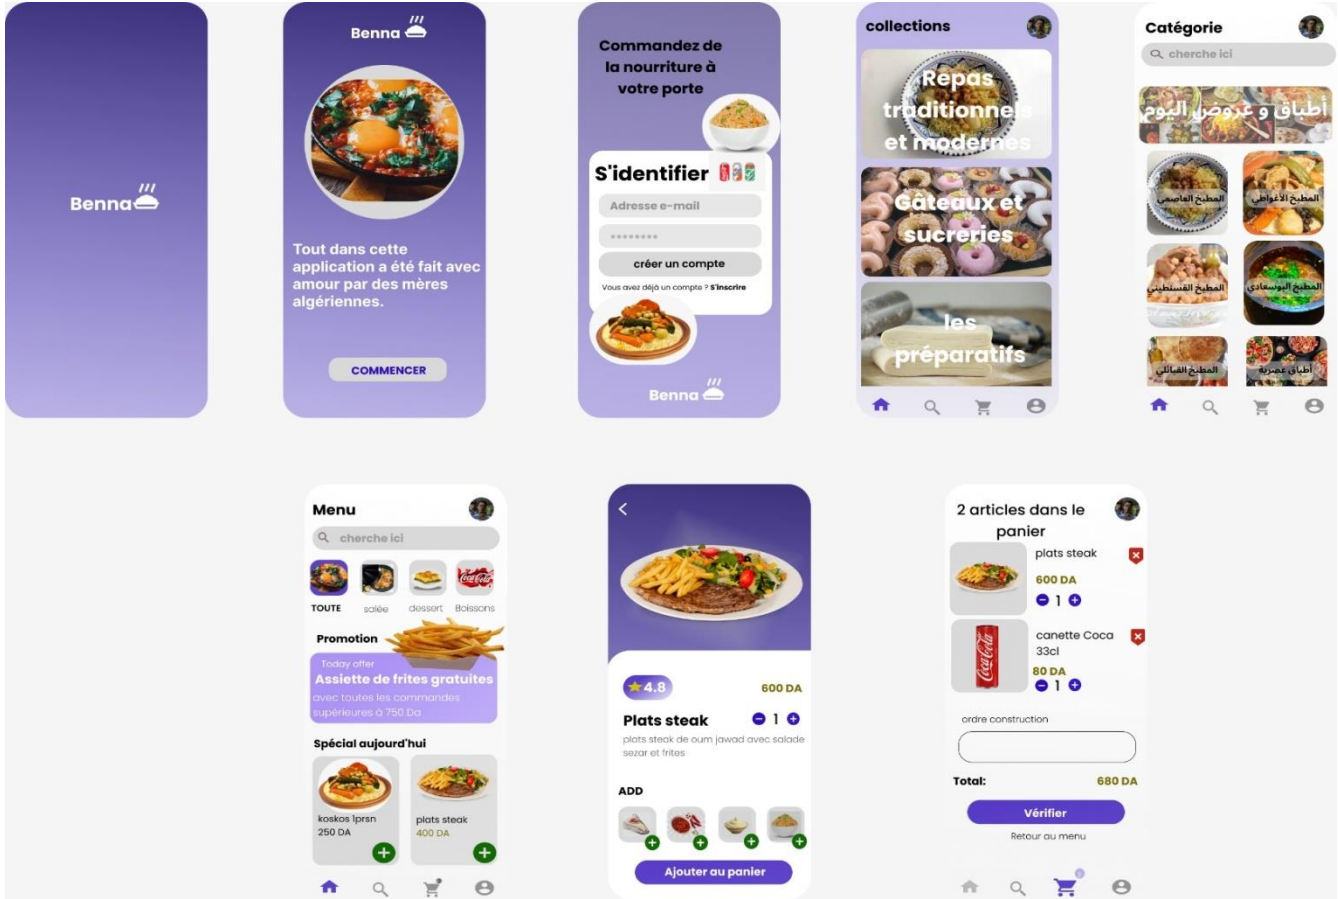 Benna
Benna
Tout dans cette
application a été fait avec
amour par des mères
algériennes.
COMMENCER
Commandez de
la nourriture à
votre porte
S'identifier
Adresse e-mail
********
créer un compte
Vous avez déjà un compte ? S'inscrire
Benna
collections
Repas
traditionnels
et modernes
Gâteaux et
sucreries
les
préparatifs
Catégorie
cherche ici
أطباق و عروض اليوم
المطبخ العاصمي
المطبخ الأغواطي
المطبخ القسنطيني
المطبخ البوسعادي
المطبخ القبائلي
أطباق عصرية
Menu
cherche ici
TOUTE
salée
dessert
Boissons
Promotion
Today offer
Assiette de frites gratuites
avec toutes les commandes
supérieures à 750 Da
Spécial aujourd'hui
koskos 1prsn
250 DA
plats steak
400 DA
4.8
600 DA
Plats steak
1
plats steak de oum jawad avec salade
sezar et frites
ADD
Ajouter au panier
2 articles dans le
panier
plats steak
600 DA
1
Coca-Cola
canette Coca
33cl
80 DA
1
ordre construction
Total:
680 DA
Vérifier
Retour au menu